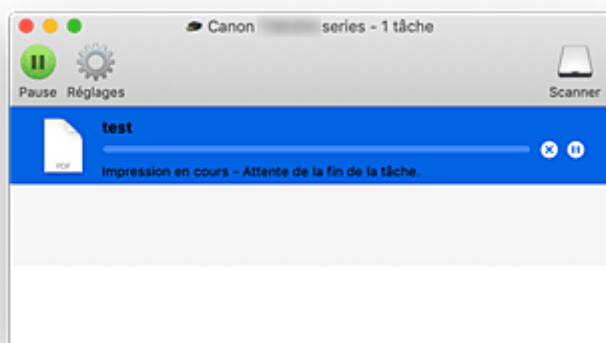 Canon series - 1 tâche
Pause Réglages Scanner
test
PDF
Impression en cours - Attente de la fin de la tâche.